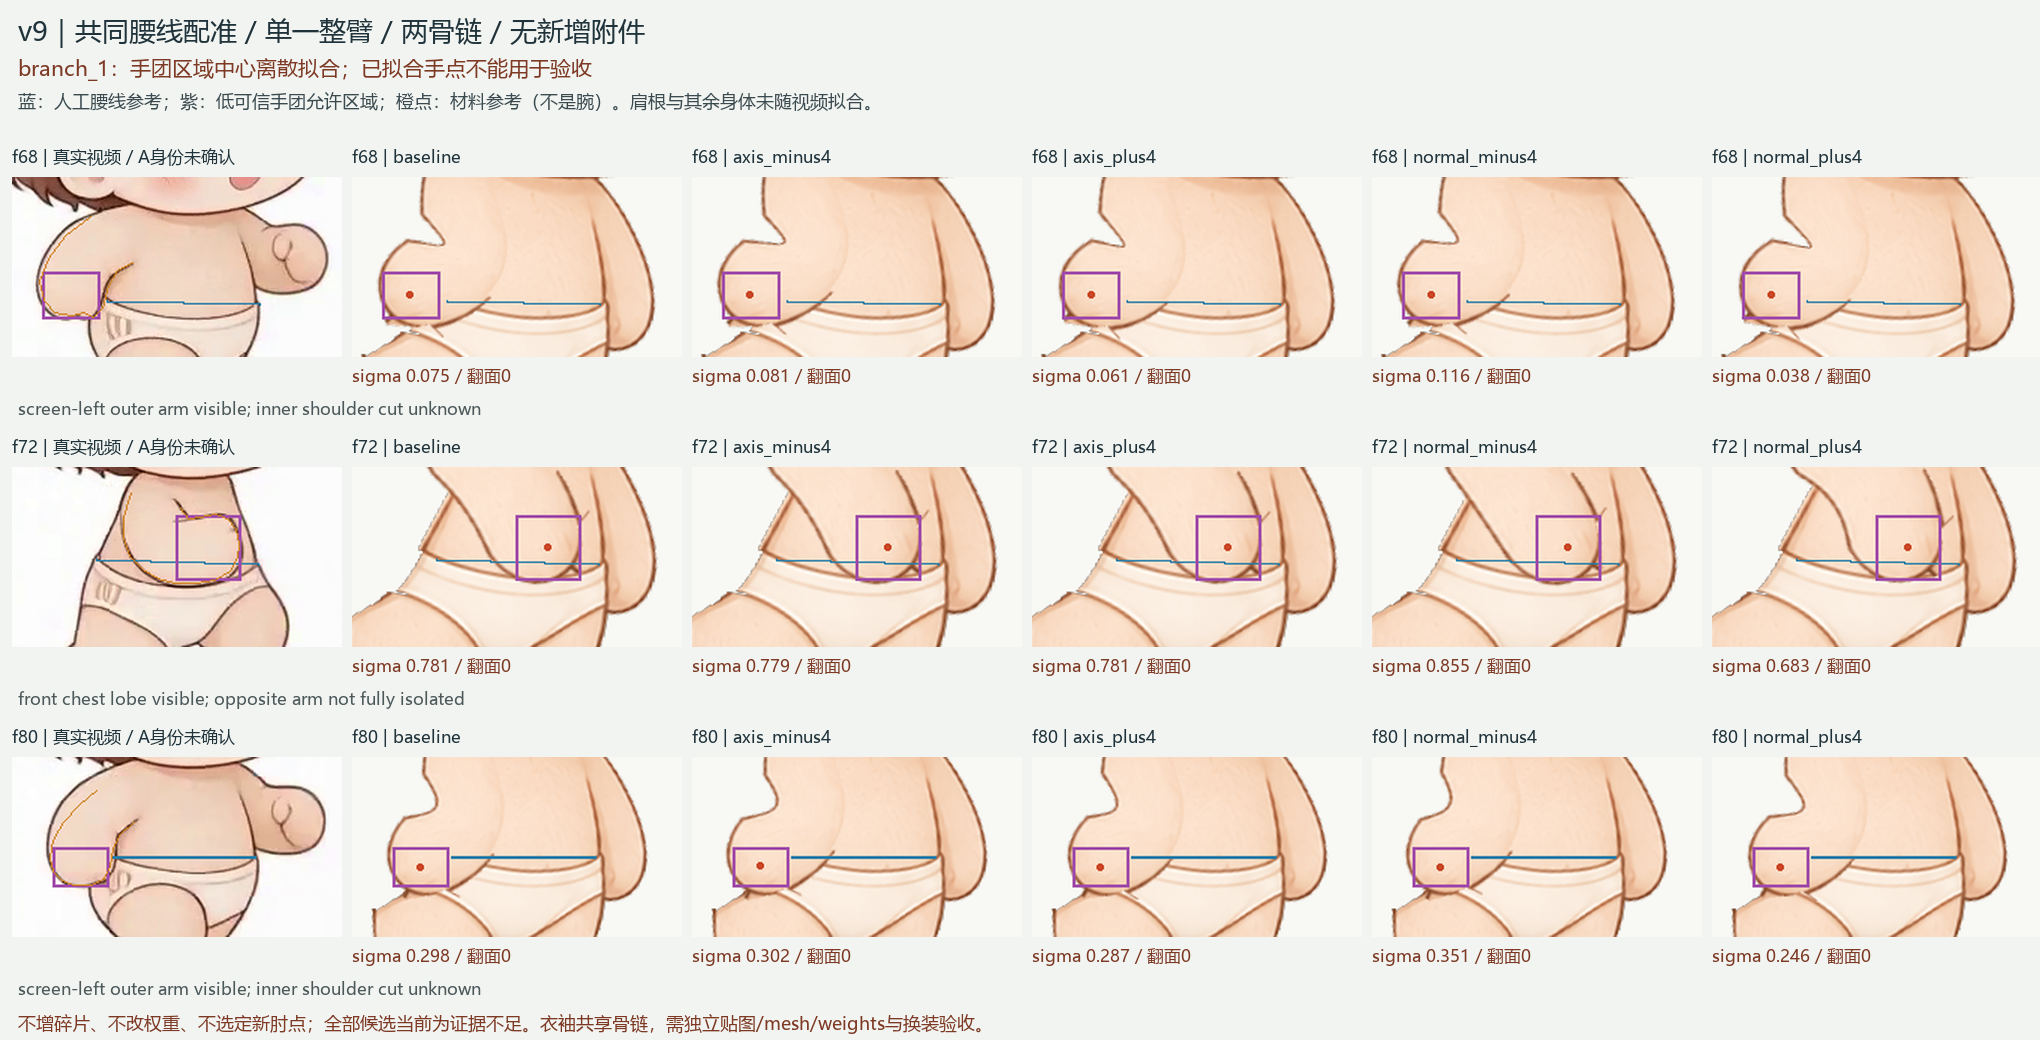 v9 | 共同腰线配准 / 单一整臂 / 两骨链 / 无新增附件
branch_1：手团区域中心离散拟合；已拟合手点不能用于验收
蓝：人工腰线参考；紫：低可信手团允许区域；橙点：材料参考（不是腕）。肩根与其余身体未随视频拟合。
f68 | 真实视频 / A身份未确认
f68 | baseline
f68 | axis_minus4
f68 | axis_plus4
f68 | normal_minus4
f68 | normal_plus4
sigma 0.075 / 翻面0
sigma 0.081 / 翻面0
sigma 0.061 / 翻面0
sigma 0.116 / 翻面0
sigma 0.038 / 翻面0
screen-left outer arm visible; inner shoulder cut unknown
f72 | 真实视频 / A身份未确认
f72 | baseline
f72 | axis_minus4
f72 | axis_plus4
f72 | normal_minus4
f72 | normal_plus4
sigma 0.781 / 翻面0
sigma 0.779 / 翻面0
sigma 0.781 / 翻面0
sigma 0.855 / 翻面0
sigma 0.683 / 翻面0
front chest lobe visible; opposite arm not fully isolated
f80 | 真实视频 / A身份未确认
f80 | baseline
f80 | axis_minus4
f80 | axis_plus4
f80 | normal_minus4
f80 | normal_plus4
sigma 0.298 / 翻面0
sigma 0.302 / 翻面0
sigma 0.287 / 翻面0
sigma 0.351 / 翻面0
sigma 0.246 / 翻面0
screen-left outer arm visible; inner shoulder cut unknown
不增碎片、不改权重、不选定新肘点；全部候选当前为证据不足。衣袖共享骨链，需独立贴图/mesh/weights与换装验收。